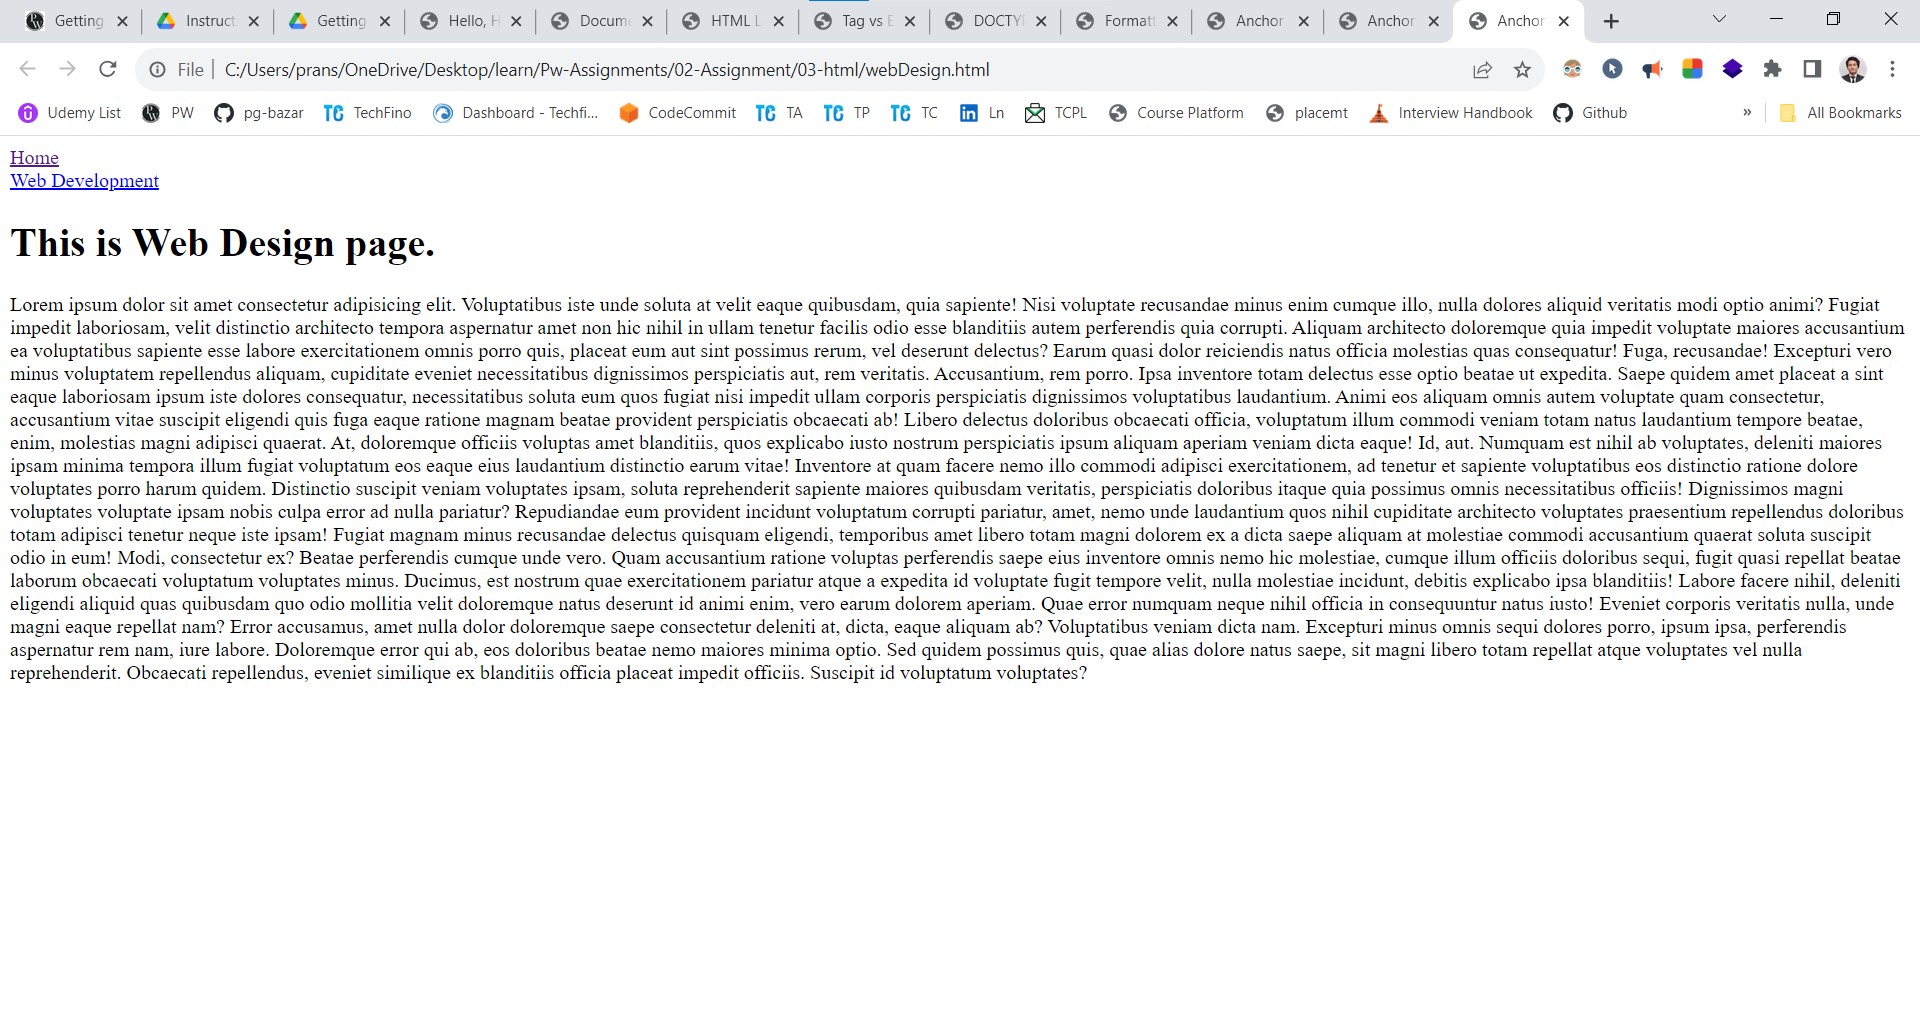 Getting Instruct Getting Hello, H Docume HTML L Tag vs E DOCTYP Formatt Anchor Anchor Anchor
File C:/Users/prans/OneDrive/Desktop/learn/Pw-Assignments/02-Assignment/03-html/webDesign.html
Udemy List PW pg-bazar TC TechFino Dashboard - Techfi... CodeCommit TC TA TC TP TC TC in Ln TCPL Course Platform placemt Interview Handbook Github » All Bookmarks
Home
Web Development
This is Web Design page.
Lorem ipsum dolor sit amet consectetur adipisicing elit. Voluptatibus iste unde soluta at velit eaque quibusdam, quia sapiente! Nisi voluptate recusandae minus enim cumque illo, nulla dolores aliquid veritatis modi optio animi? Fugiat
impedit laboriosam, velit distinctio architecto tempora aspernatur amet non hic nihil in ullam tenetur facilis odio esse blanditiis autem perferendis quia corrupti. Aliquam architecto doloremque quia impedit voluptate maiores accusantium
ea voluptatibus sapiente esse labore exercitationem omnis porro quis, placeat eum aut sint possimus rerum, vel deserunt delectus? Earum quasi dolor reiciendis natus officia molestias quas consequatur! Fuga, recusandae! Excepturi vero
minus voluptatem repellendus aliquam, cupiditate eveniet necessitatibus dignissimos perspiciatis aut, rem veritatis. Accusantium, rem porro. Ipsa inventore totam delectus esse optio beatae ut expedita. Saepe quidem amet placeat a sint
eaque laboriosam ipsum iste dolores consequatur, necessitatibus soluta eum quos fugiat nisi impedit ullam corporis perspiciatis dignissimos voluptatibus laudantium. Animi eos aliquam omnis autem voluptate quam consectetur,
accusantium vitae suscipit eligendi quis fuga eaque ratione magnam beatae provident perspiciatis obcaecati ab! Libero delectus doloribus obcaecati officia, voluptatum illum commodi veniam totam natus laudantium tempore beatae,
enim, molestias magni adipisci quaerat. At, doloremque officiis voluptas amet blanditiis, quos explicabo iusto nostrum perspiciatis ipsum aliquam aperiam veniam dicta eaque! Id, aut. Numquam est nihil ab voluptates, deleniti maiores
ipsam minima tempora illum fugiat voluptatum eos eaque eius laudantium distinctio earum vitae! Inventore at quam facere nemo illo commodi adipisci exercitationem, ad tenetur et sapiente voluptatibus eos distinctio ratione dolore
voluptates porro harum quidem. Distinctio suscipit veniam voluptates ipsam, soluta reprehenderit sapiente maiores quibusdam veritatis, perspiciatis doloribus itaque quia possimus omnis necessitatibus officiis! Dignissimos magni
voluptates voluptate ipsam nobis culpa error ad nulla pariatur? Repudiandae eum provident incidunt voluptatum corrupti pariatur, amet, nemo unde laudantium quos nihil cupiditate architecto voluptates praesentium repellendus doloribus
totam adipisci tenetur neque iste ipsam! Fugiat magnam minus recusandae delectus quisquam eligendi, temporibus amet libero totam magni dolorem ex a dicta saepe aliquam at molestiae commodi accusantium quaerat soluta suscipit
odio in eum! Modi, consectetur ex? Beatae perferendis cumque unde vero. Quam accusantium ratione voluptas perferendis saepe eius inventore omnis nemo hic molestiae, cumque illum officiis doloribus sequi, fugit quasi repellat beatae
laborum obcaecati voluptatum voluptates minus. Ducimus, est nostrum quae exercitationem pariatur atque a expedita id voluptate fugit tempore velit, nulla molestiae incidunt, debitis explicabo ipsa blanditiis! Labore facere nihil, deleniti
eligendi aliquid quas quibusdam quo odio mollitia velit doloremque natus deserunt id animi enim, vero earum dolorem aperiam. Quae error numquam neque nihil officia in consequuntur natus iusto! Eveniet corporis veritatis nulla, unde
magni eaque repellat nam? Error accusamus, amet nulla dolor doloremque saepe consectetur deleniti at, dicta, eaque aliquam ab? Voluptatibus veniam dicta nam. Excepturi minus omnis sequi dolores porro, ipsum ipsa, perferendis
aspernatur rem nam, iure labore. Doloremque error qui ab, eos doloribus beatae nemo maiores minima optio. Sed quidem possimus quis, quae alias dolore natus saepe, sit magni libero totam repellat atque voluptates vel nulla
reprehenderit. Obcaecati repellendus, eveniet similique ex blanditiis officia placeat impedit officiis. Suscipit id voluptatum voluptates?